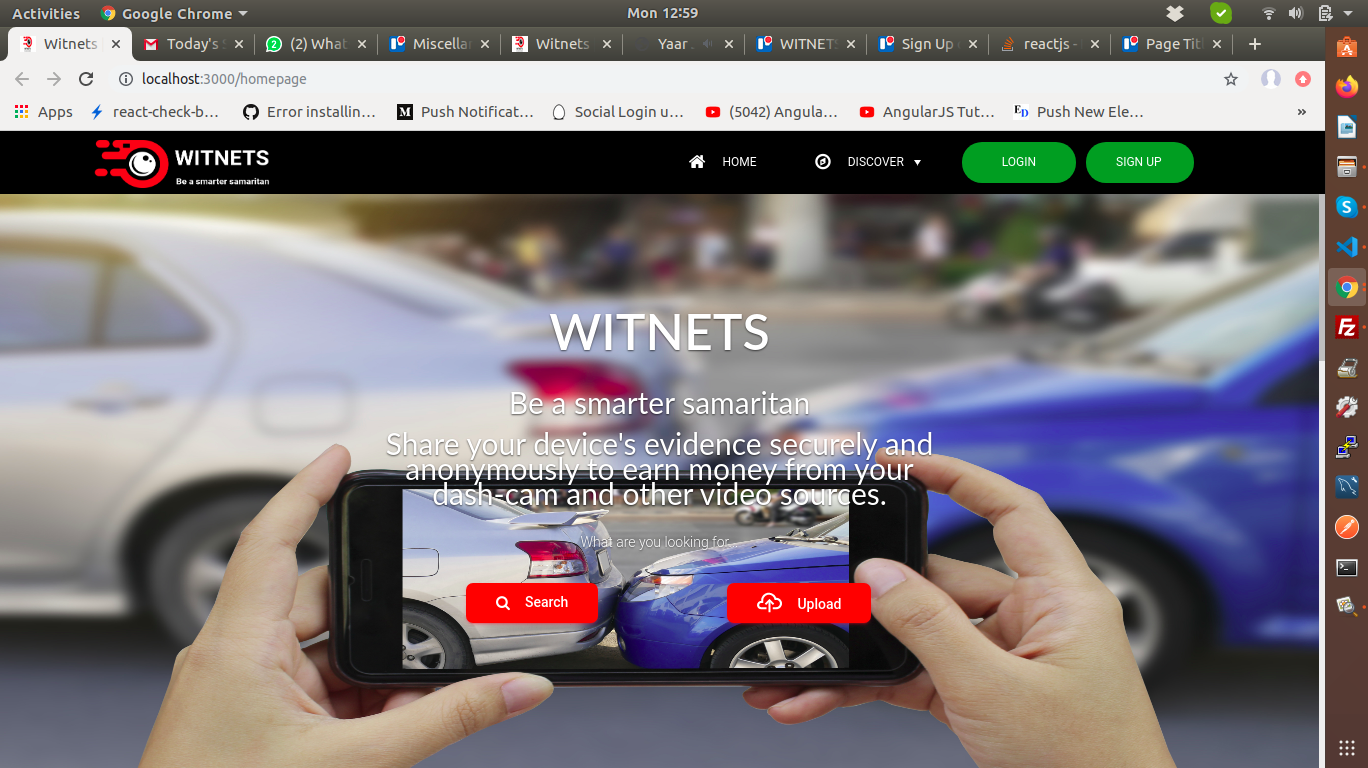 Activities Google Chrome Mon 12:59
Witnets Today's (2) What Miscella Witnets Yaar WITNET Sign Up reactjs - Page Tit
localhost:3000/homepage
Apps react-check-b... Error installin... Push Notificat... Social Login u... (5042) Angula... AngularJS Tut... ED Push New Ele... »
WITNETS
Be a smarter samaritan
HOME DISCOVER LOGIN SIGN UP
WITNETS
Be a smarter samaritan
Share your device's evidence securely and
anonymously to earn money from your
dash-cam and other video sources.
What are you looking for...
Search Upload